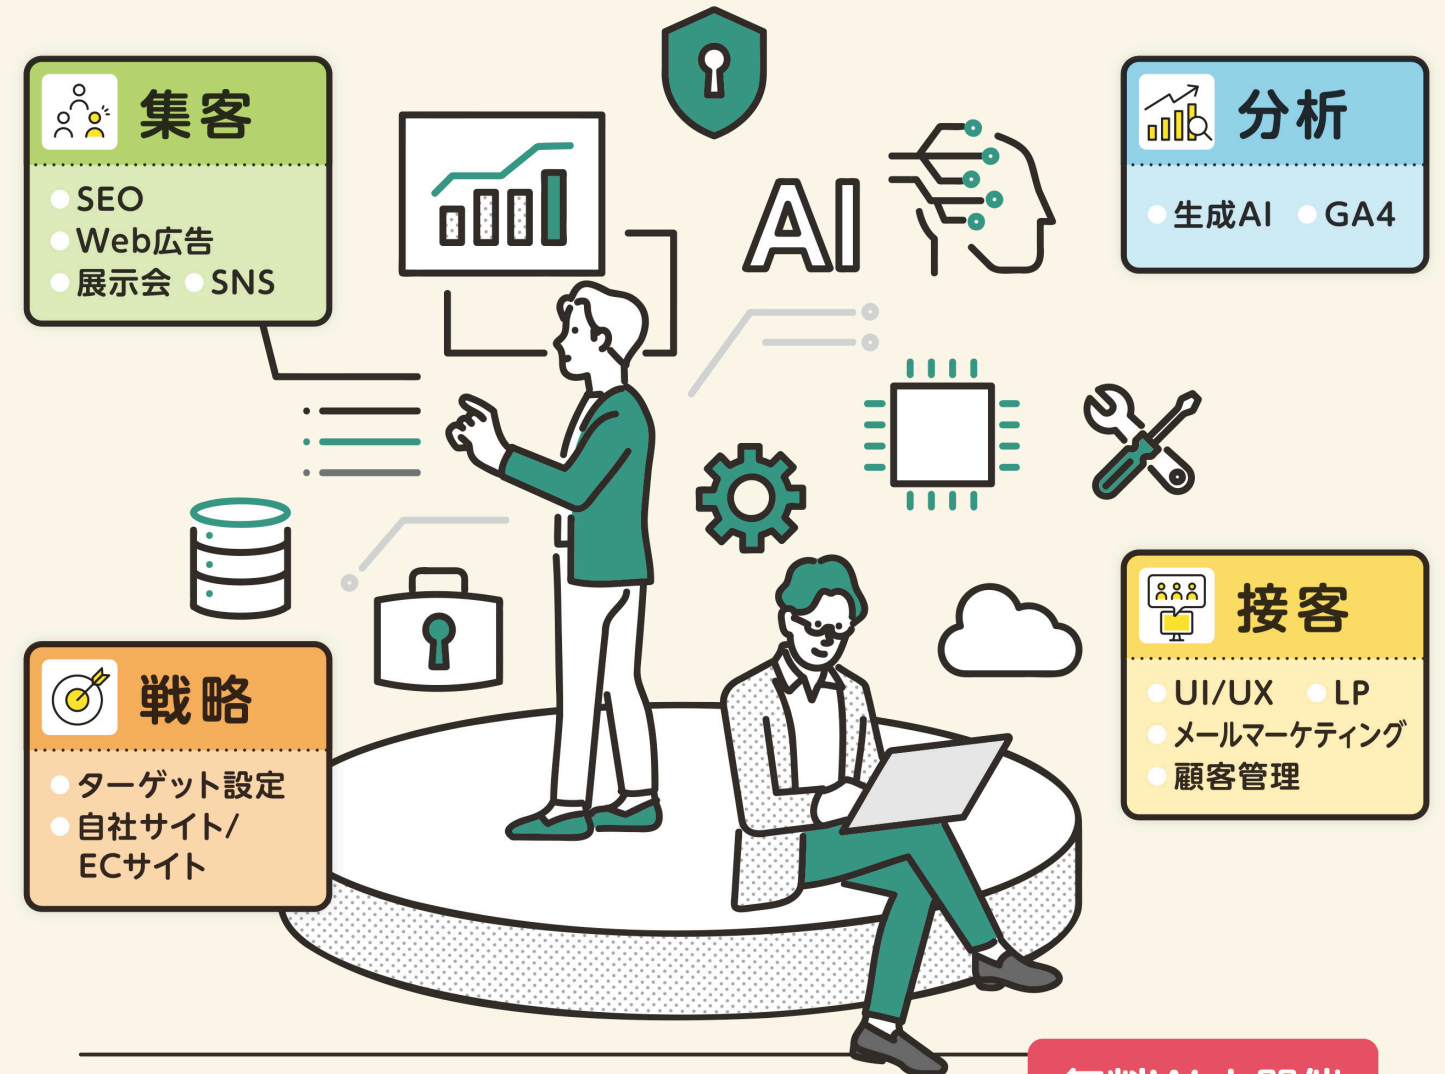 集客
SEO
Web広告
展示会 SNS
AI
分析
生成AI GA4
戦略
ターゲット設定
自社サイト/
ECサイト
接客
UI/UX LP
メールマーケティング
顧客管理